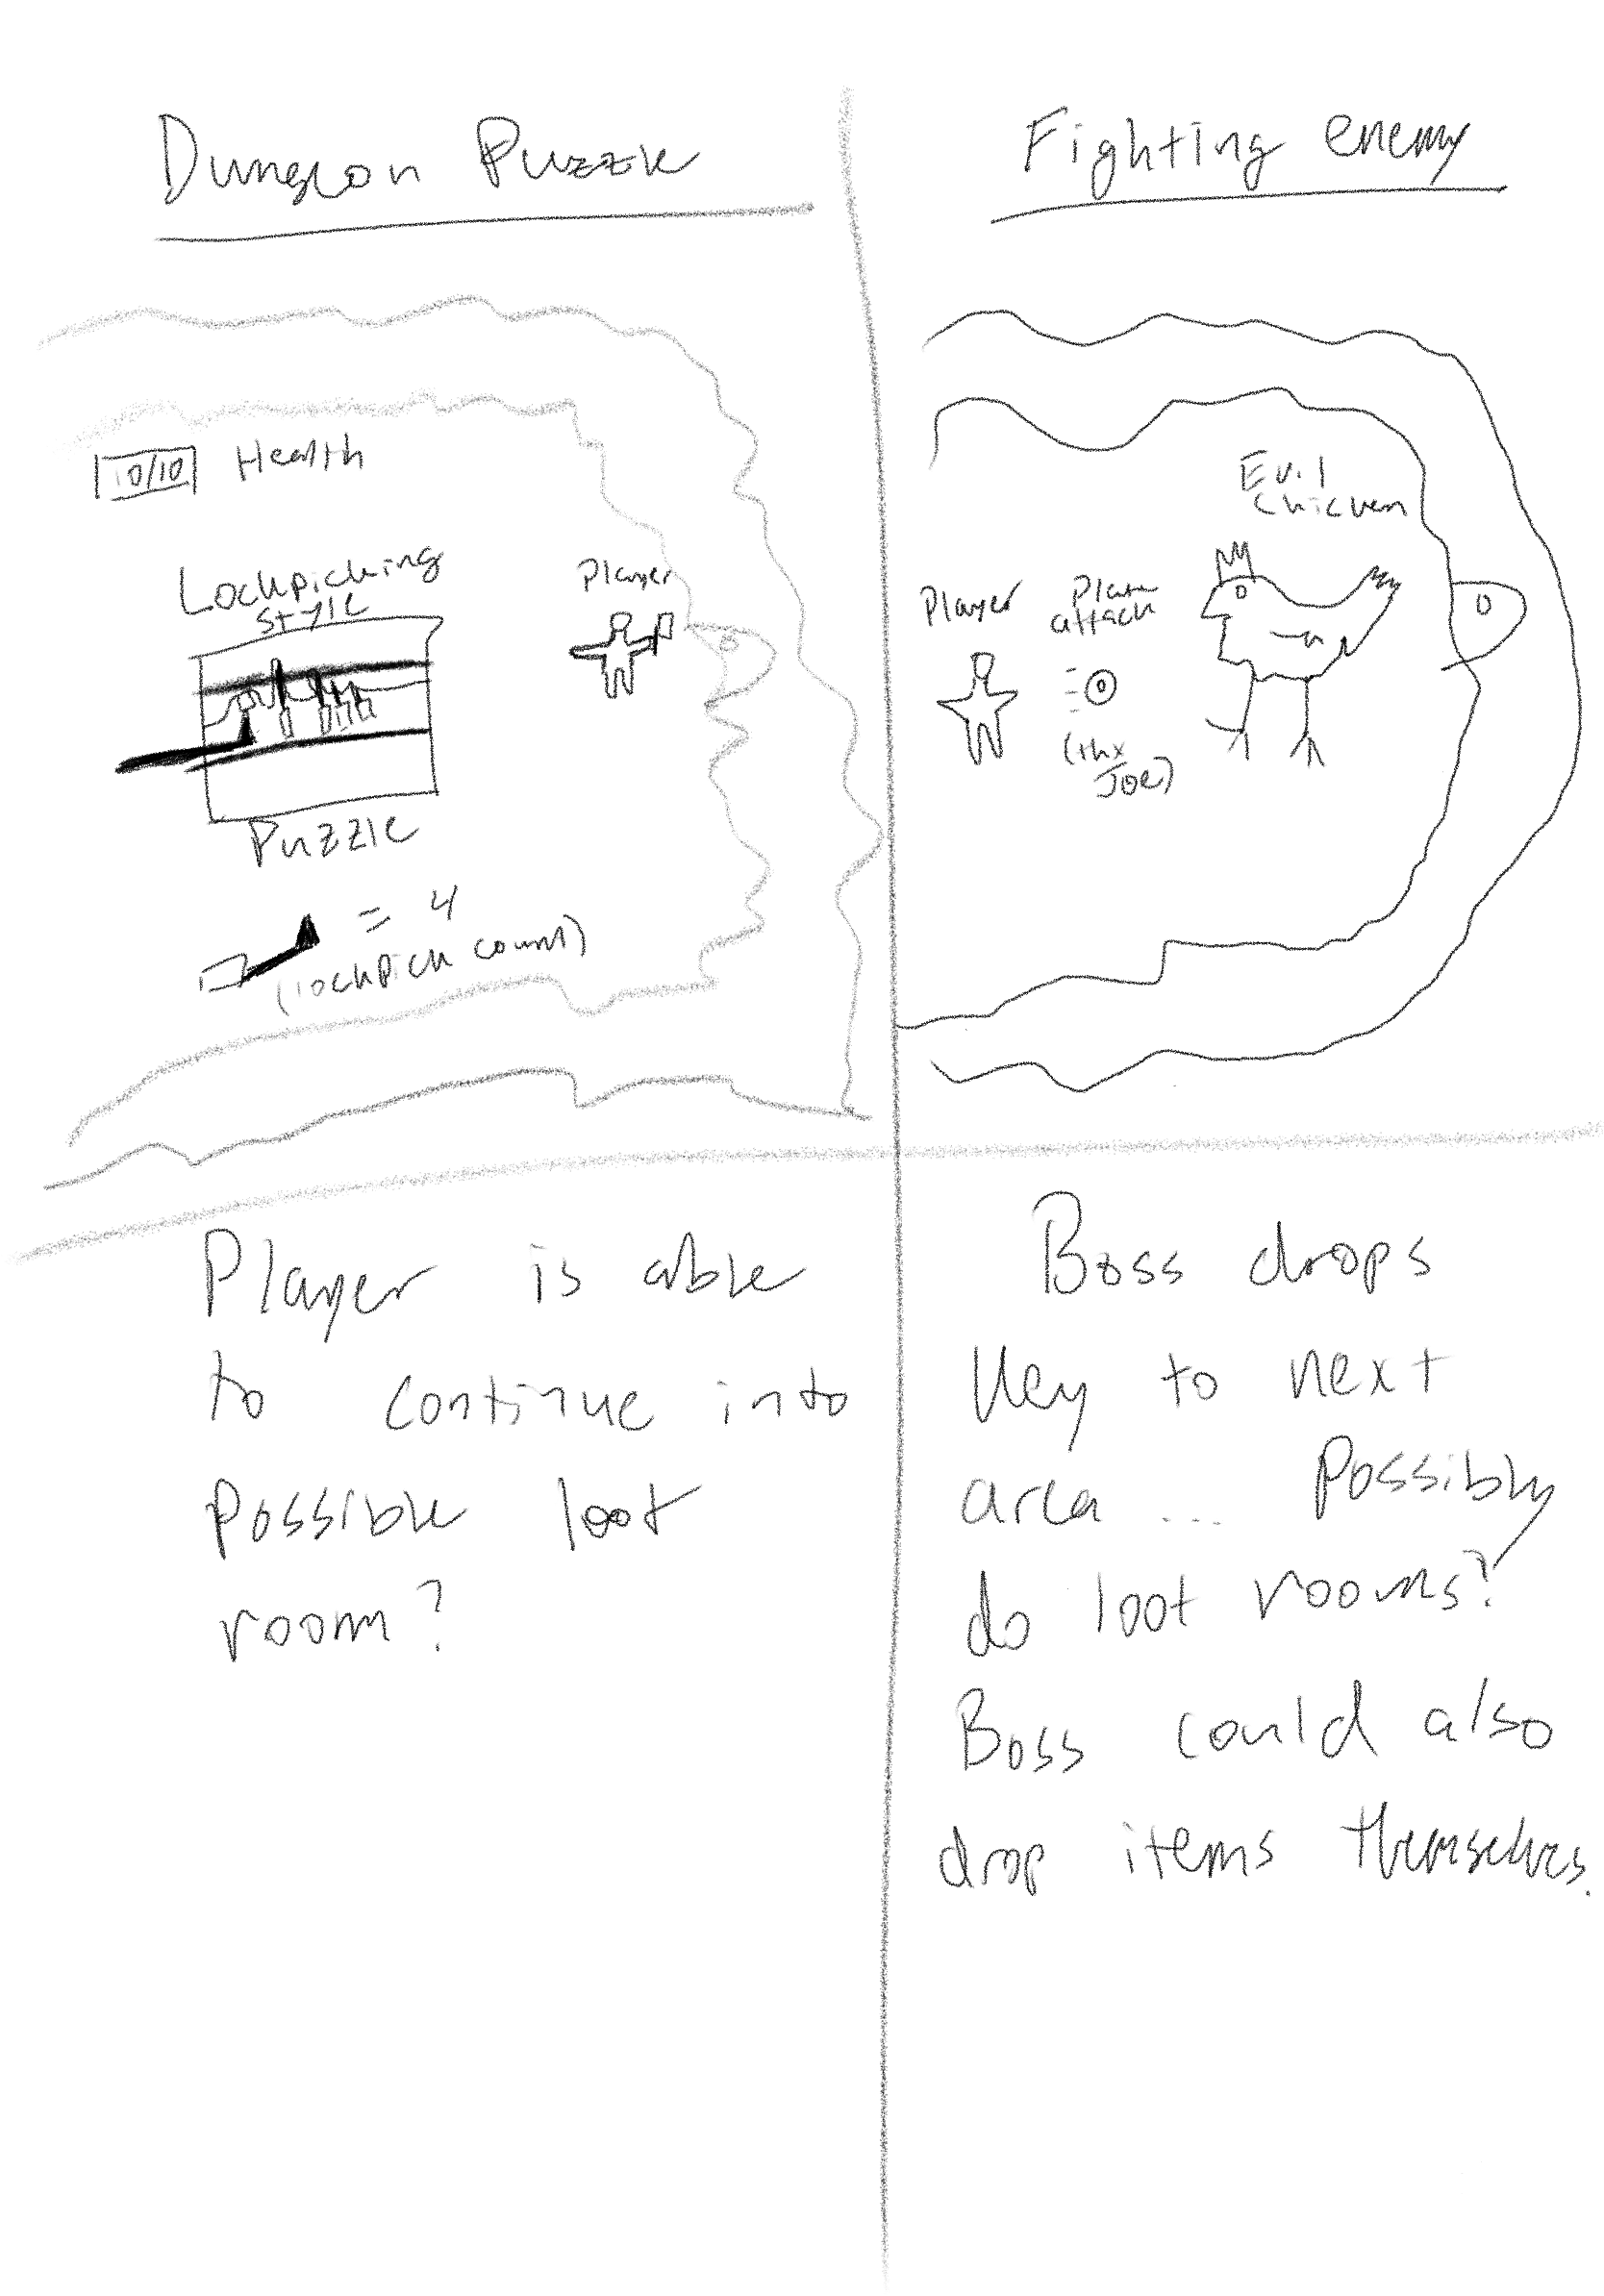 Dungeon Puzzle
10/10 Health
Lockpicking
style
Player
Puzzle
= 4
(lockpick count)
Player is able
to continue into
possible loot
room?
Fighting enemy
Evil
chicken
Player
attack
(thx
Joe)
Boss drops
key to next
area ... possibly
do loot rooms?
Boss could also
drop items themselves.